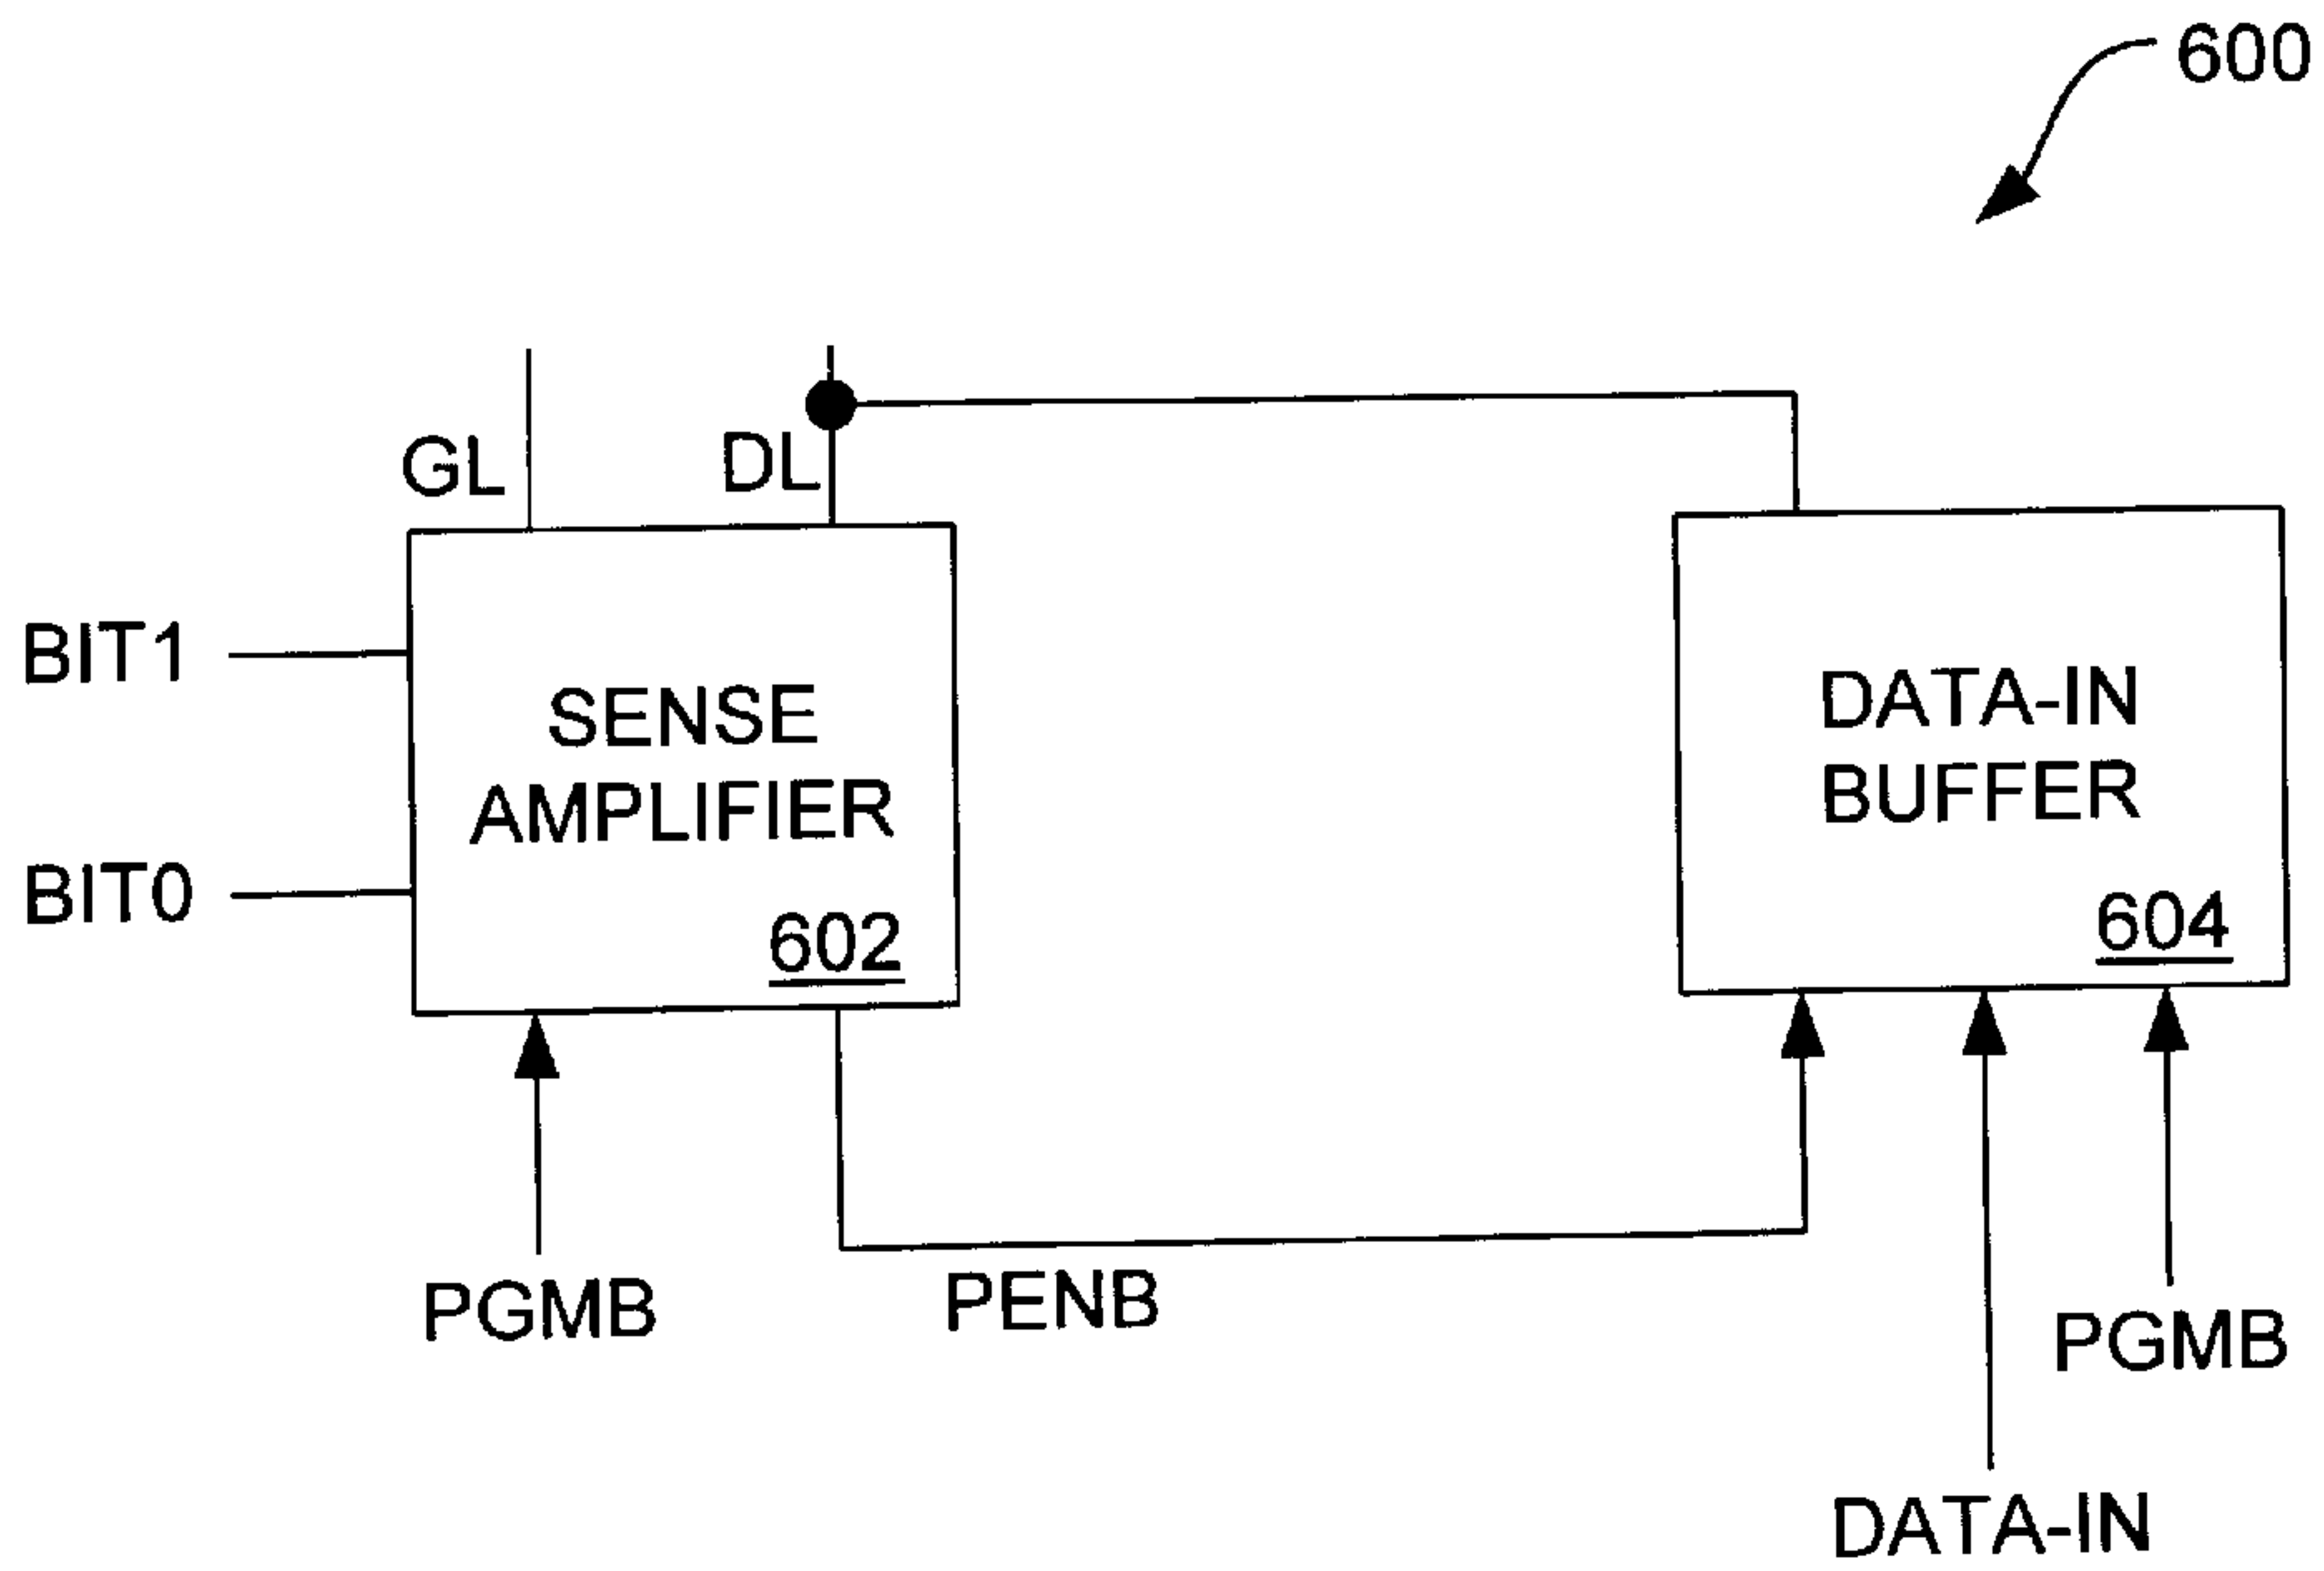 600
GL
DL
BIT1
BIT0
SENSE
AMPLIFIER
602
DATA-IN
BUFFER
604
PGMB
PENB
PGMB
DATA-IN